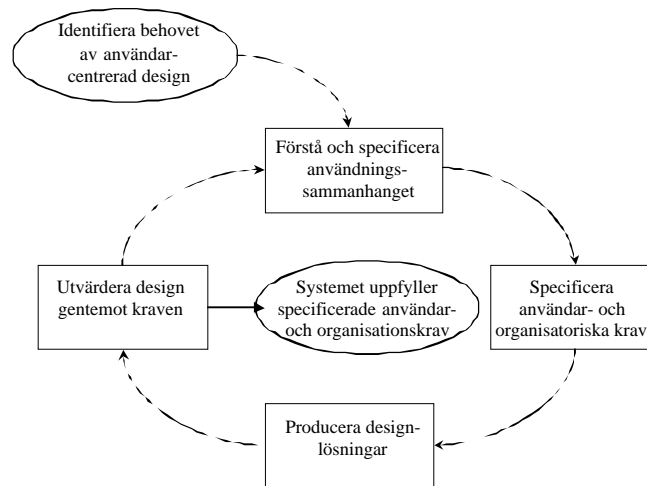 Identifiera behovet
av användar-
centrerad design
Förstå och specificera
användnings-
sammanhanget
Utvärdera design
gentemot kraven
Systemet uppfyller
specificerade användar-
och organisationskrav
Specificera
användar- och
organisatoriska krav
Producera design-
lösningar